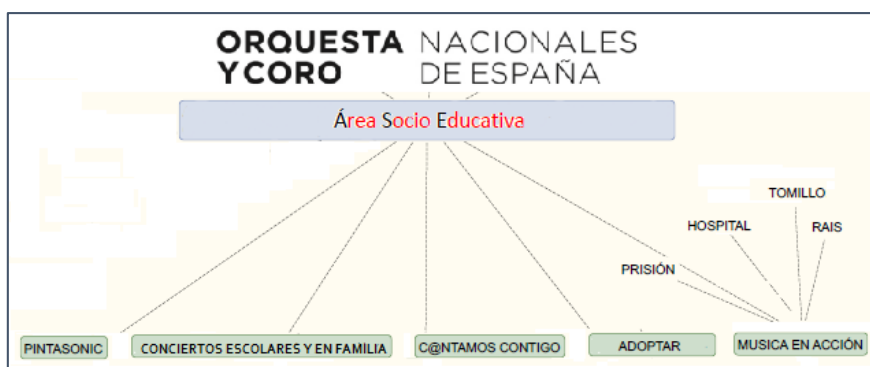 ORQUESTA NACIONALES
Y CORO DE ESPAÑA
Área Socio Educativa
TOMILLO
HOSPITAL RAIS
PRISIÓN
PINTASONIC CONCIERTOS ESCOLARES Y EN FAMILIA C@NTAMOS CONTIGO ADOPTAR MUSICA EN ACCIÓN